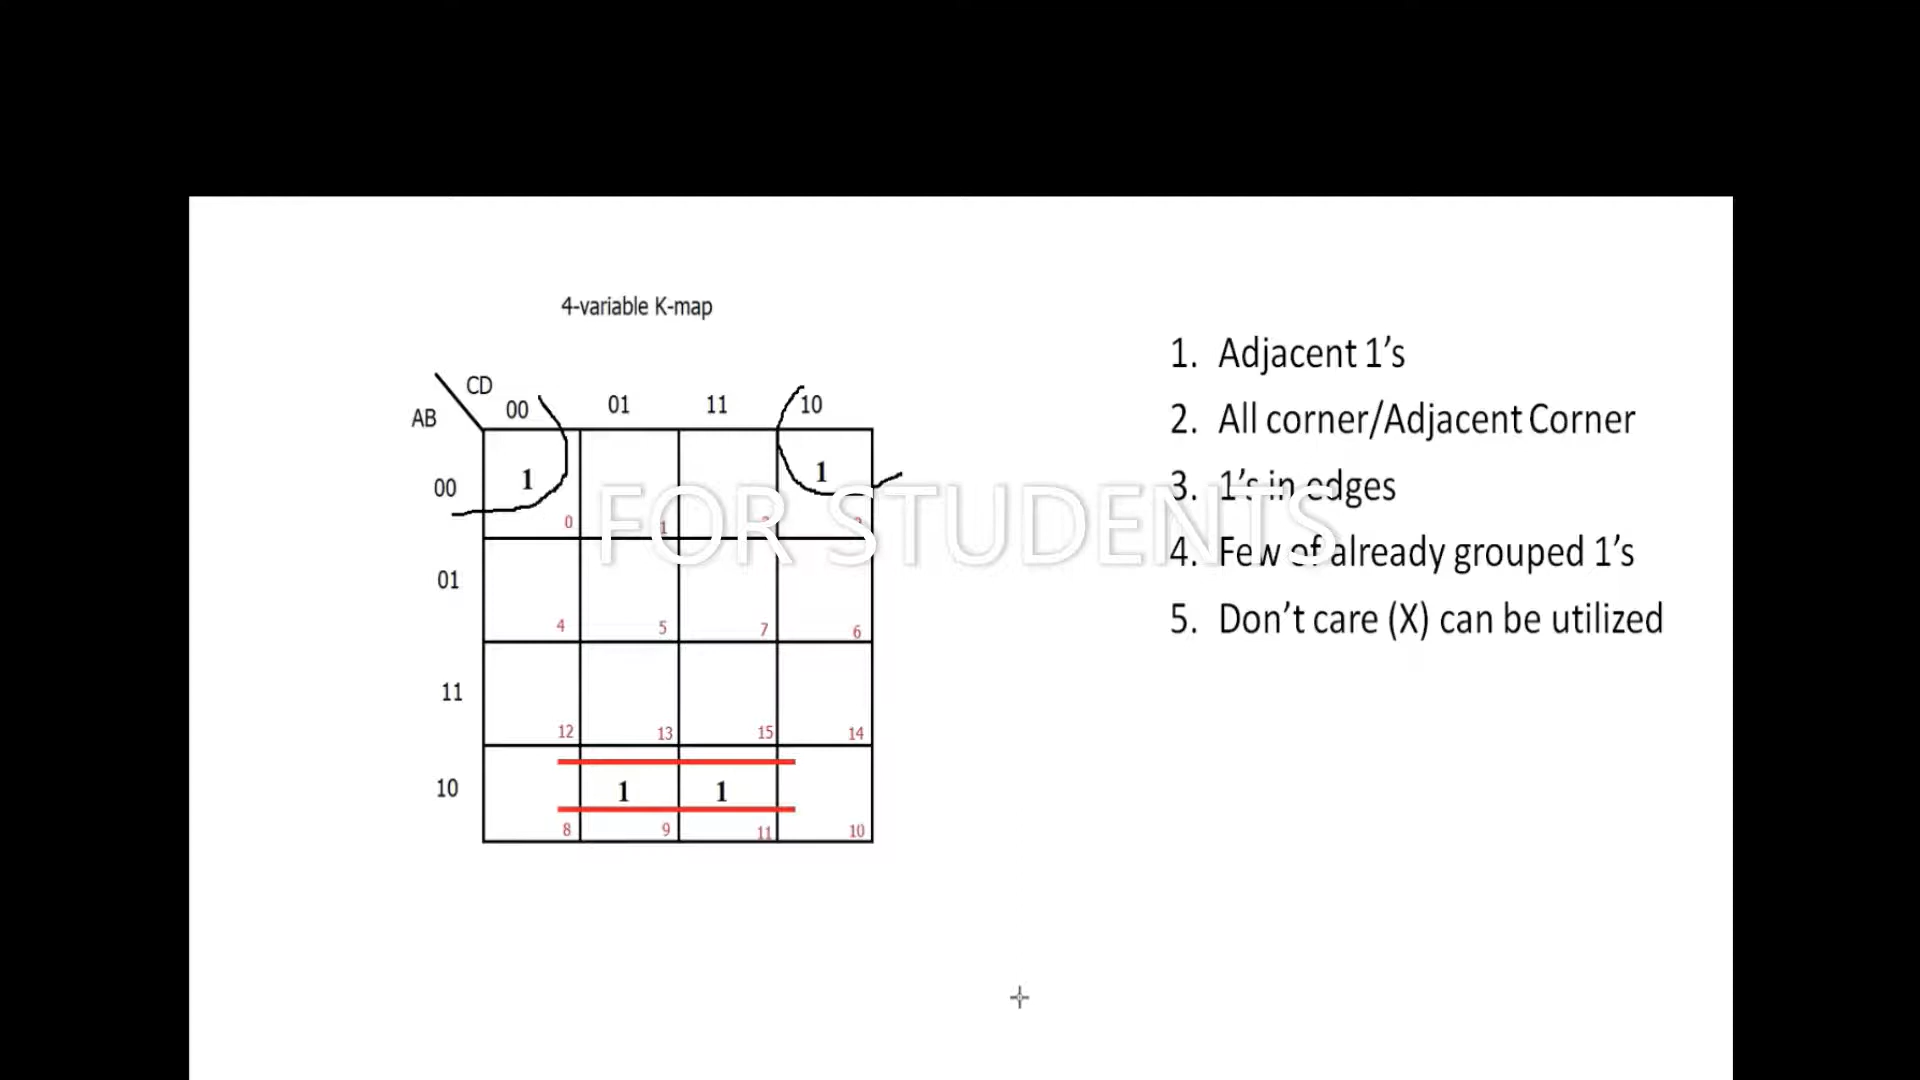 4-variable K-map
CD
AB
00 01 11 10
00 1 1
0 1
01
4 5 7 6
11
12 13 15 14
10 1 1
8 9 11 10
1. Adjacent 1's
2. All corner/Adjacent Corner
3. 1's in edges
4. Few of already grouped 1's
5. Don't care (X) can be utilized
FOR STUDENTS